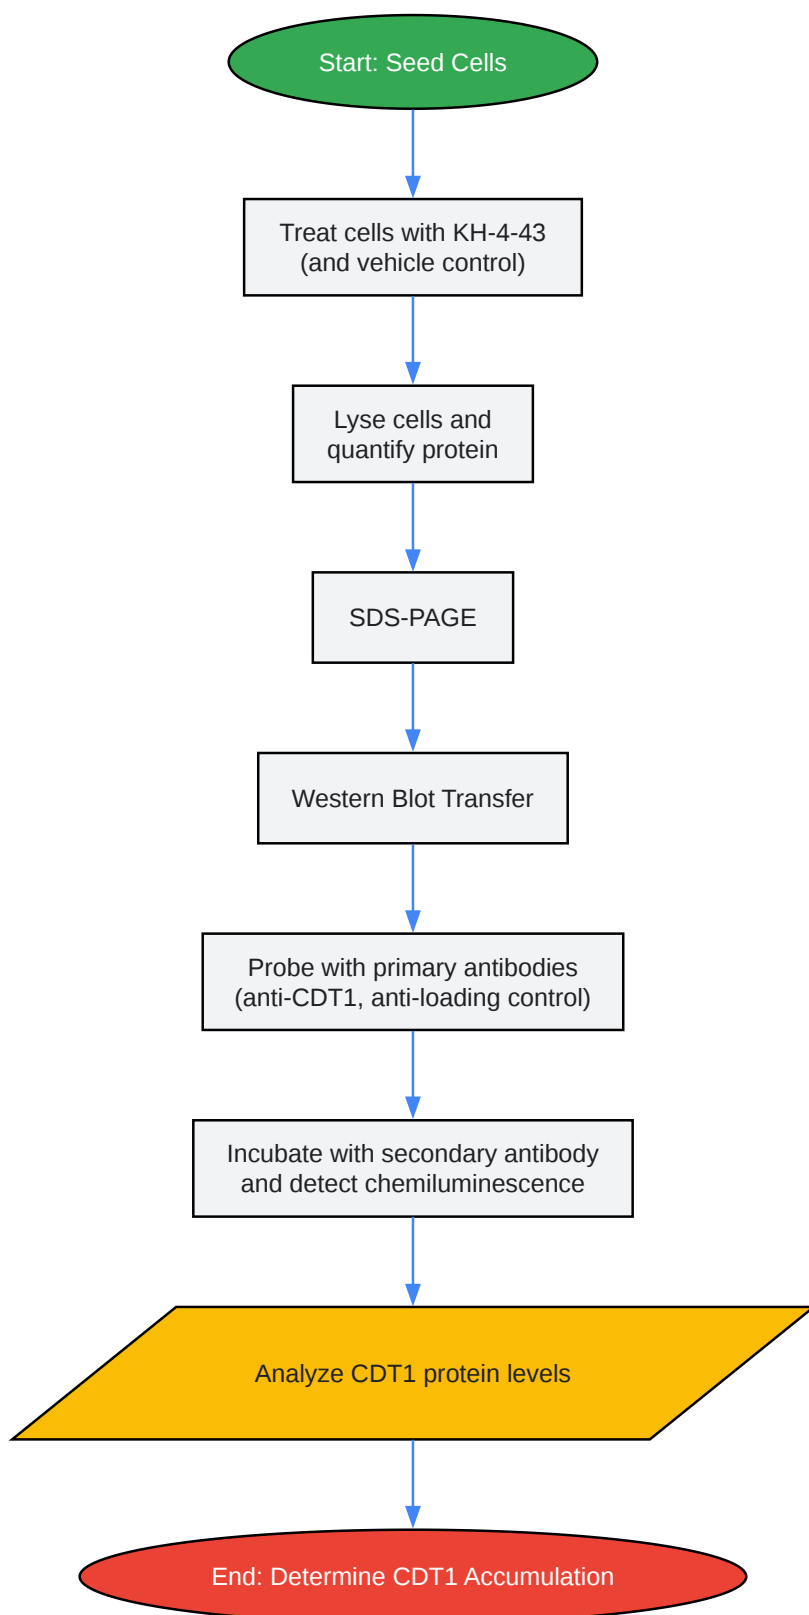 Start: Seed Cells
Treat cells with KH-4-43
(and vehicle control)
Lyse cells and
quantify protein
SDS-PAGE
Western Blot Transfer
Probe with primary antibodies
(anti-CDT1, anti-loading control)
Incubate with secondary antibody
and detect chemiluminescence
Analyze CDT1 protein levels
End: Determine CDT1 Accumulation